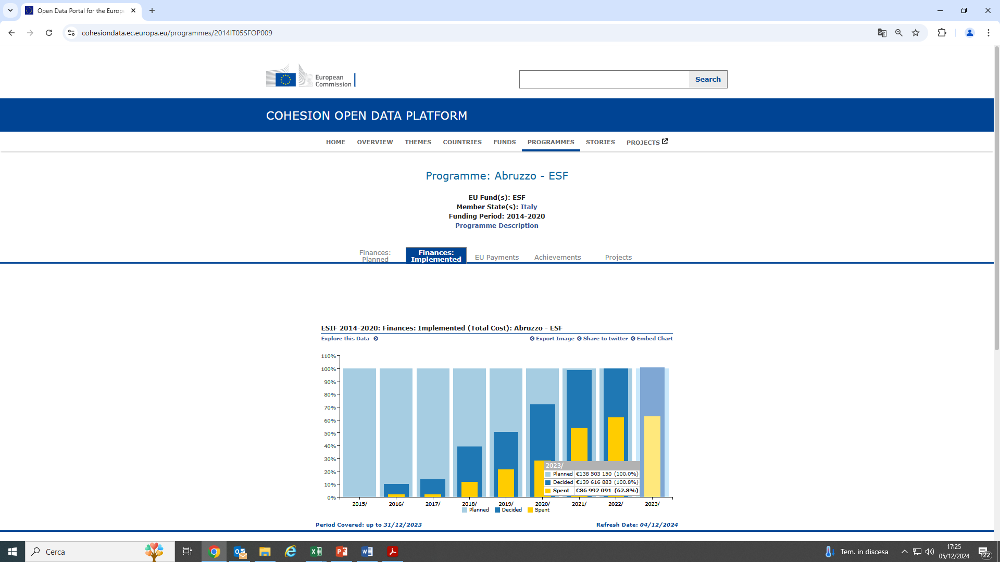 Open Data Portal for the Europe
cohesiondata.ec.europa.eu/programmes/2014IT05SFOP009
European
Commission
Search
COHESION OPEN DATA PLATFORM
HOME OVERVIEW THEMES COUNTRIES FUNDS PROGRAMMES STORIES PROJECTS
Programme: Abruzzo - ESF
EU Fund(s): ESF
Member State(s): Italy
Funding Period: 2014-2020
Programme Description
Finances:
Planned
Finances:
Implemented
EU Payments
Achievements
Projects
ESIF 2014-2020: Finances: Implemented (Total Cost): Abruzzo - ESF
Explore this Data
Export Image Share to twitter Embed Chart
110%
100%
90%
80%
70%
60%
50%
40%
30%
20%
10%
0%
2023/
Planned €138 503 150 (100.0%)
Decided €139 616 883 (100.8%)
Spent €86 992 091 (62.8%)
2015/ 2016/ 2017/ 2018/ 2019/ 2020/ 2021/ 2022/ 2023/
Planned Decided Spent
Period Covered: up to 31/12/2023
Refresh Date: 04/12/2024
Cerca
Tem. in discesa
17:25
05/12/2024
22